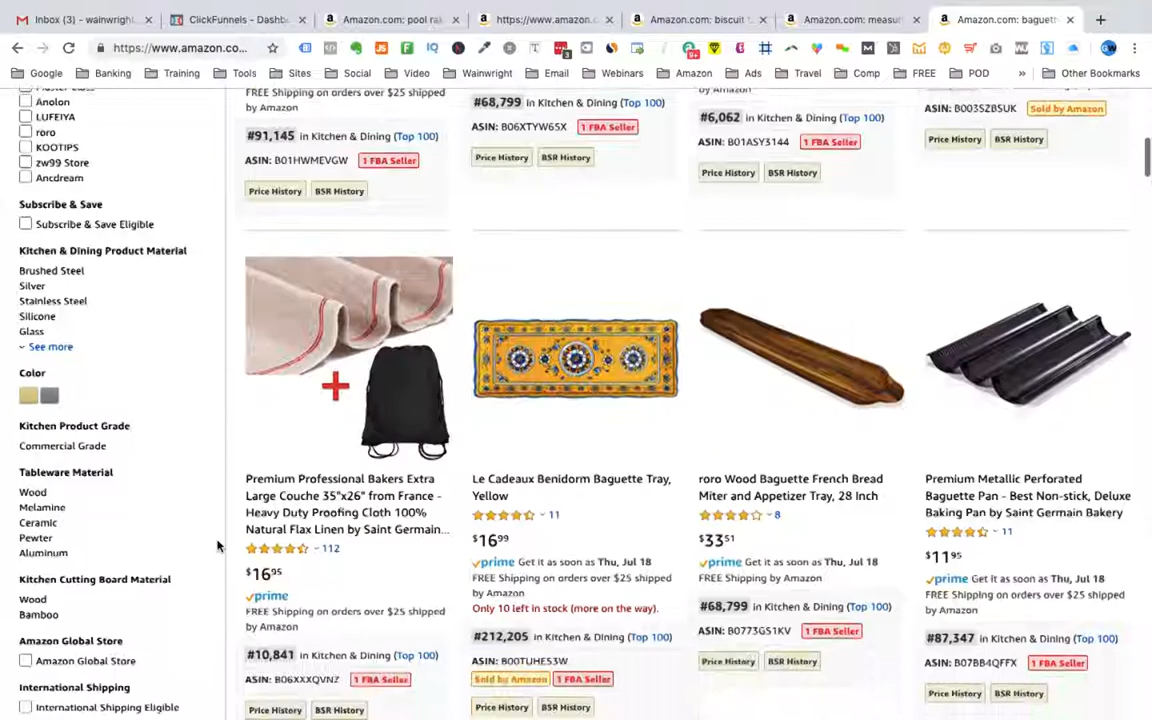 Inbox (3) - wainwright
ClickFunnels - Dashb
Amazon.com: pool ra
https://www.amazon.c
Amazon.com: biscuit
Amazon.com: measu
Amazon.com: baguett
https://www.amazon.co...
Google Banking Training Tools Sites Social Video Wainwright Email Webinars Amazon Ads Travel Comp FREE POD » Other Bookmarks
Anolon
LUFEIYA
roro
KOOTIPS
zw99 Store
Ancdream
Subscribe & Save
Subscribe & Save Eligible
Kitchen & Dining Product Material
Brushed Steel
Silver
Stainless Steel
Silicone
Glass
See more
Color
Kitchen Product Grade
Commercial Grade
Tableware Material
Wood
Melamine
Ceramic
Pewter
Aluminum
Kitchen Cutting Board Material
Wood
Bamboo
Amazon Global Store
Amazon Global Store
International Shipping
International Shipping Eligible
FREE Shipping on orders over $25 shipped
by Amazon
#91,145 in Kitchen & Dining (Top 100)
ASIN: B01HWMEVGW 1 FBA Seller
Price History BSR History
#68,799 in Kitchen & Dining (Top 100)
ASIN: B06XTYW65X 1 FBA Seller
Price History BSR History
by Amazon
#6,062 in Kitchen & Dining (Top 100)
ASIN: B01ASY3144 1 FBA Seller
Price History BSR History
ASIN: B003SZBSUK Sold by Amazon
Price History BSR History
Premium Professional Bakers Extra
Large Couche 35"x26" from France -
Heavy Duty Proofing Cloth 100%
Natural Flax Linen by Saint Germain...
112
$16 95
prime
FREE Shipping on orders over $25 shipped
by Amazon
#10,841 in Kitchen & Dining (Top 100)
ASIN: B06XXXQVNZ 1 FBA Seller
Price History BSR History
Le Cadeaux Benidorm Baguette Tray,
Yellow
11
$16 99
prime Get it as soon as Thu, Jul 18
FREE Shipping on orders over $25 shipped
by Amazon
Only 10 left in stock (more on the way).
#212,205 in Kitchen & Dining (Top 100)
ASIN: B00TUHE53W
Sold by Amazon 1 FBA Seller
Price History BSR History
roro Wood Baguette French Bread
Miter and Appetizer Tray, 28 Inch
8
$33 51
prime Get it as soon as Thu, Jul 18
FREE Shipping by Amazon
#68,799 in Kitchen & Dining (Top 100)
ASIN: B0773GS1KV 1 FBA Seller
Price History BSR History
Premium Metallic Perforated
Baguette Pan - Best Non-stick, Deluxe
Baking Pan by Saint Germain Bakery
11
$11 95
prime Get it as soon as Thu, Jul 18
FREE Shipping on orders over $25 shipped
by Amazon
#87,347 in Kitchen & Dining (Top 100)
ASIN: B07BB4QFFX 1 FBA Seller
Price History BSR History